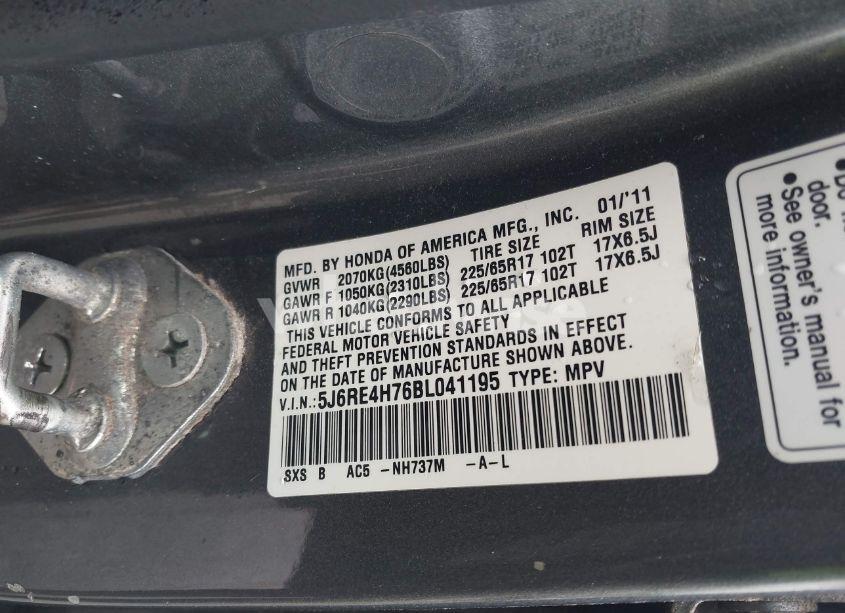 MFD. BY HONDA OF AMERICA MFG., INC. 01/'11
GVWR 2070KG(4560LBS) TIRE SIZE RIM SIZE
GAWR F 1050KG(2310LBS) 225/65R17 102T 17X6.5J
GAWR R 1040KG(2290LBS) 225/65R17 102T 17X6.5J
THIS VEHICLE CONFORMS TO ALL APPLICABLE
FEDERAL MOTOR VEHICLE SAFETY
AND THEFT PREVENTION STANDARDS IN EFFECT
ON THE DATE OF MANUFACTURE SHOWN ABOVE.
V.I.N.:5J6RE4H76BL041195 TYPE: MPV
SXS B AC5 -NH737M -A-L
door.
•See owner's manual for
more information.